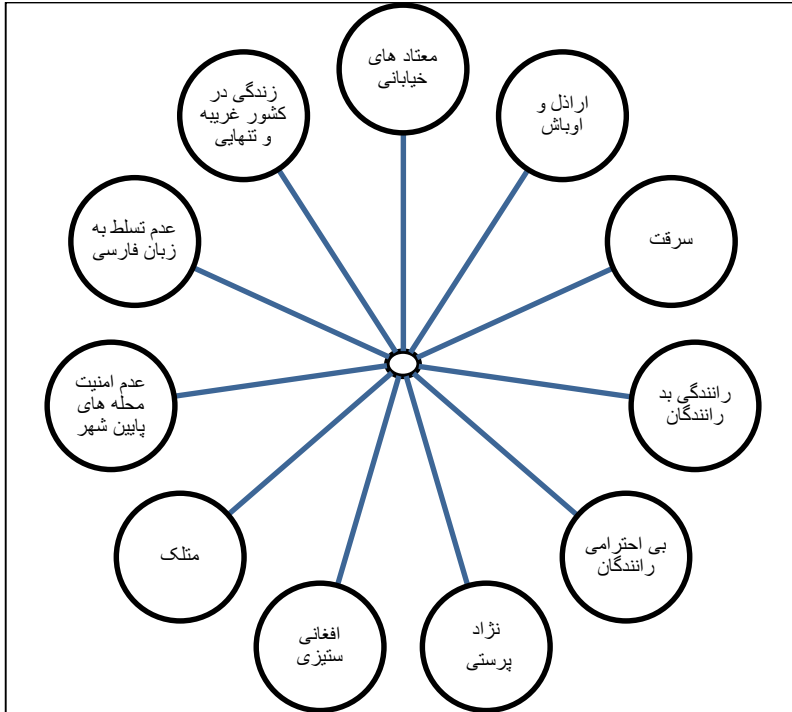 معتاد های
خیابانی
اراذل و
اوباش
سرقت
رانندگی بد
رانندگان
بی احترامی
رانندگان
نژاد
پرستی
افغانی
ستیزی
متلک
عدم امنیت
محله های
پایین شهر
عدم تسلط به
زبان فارسی
زندگی در
کشور غریبه
و تنهایی